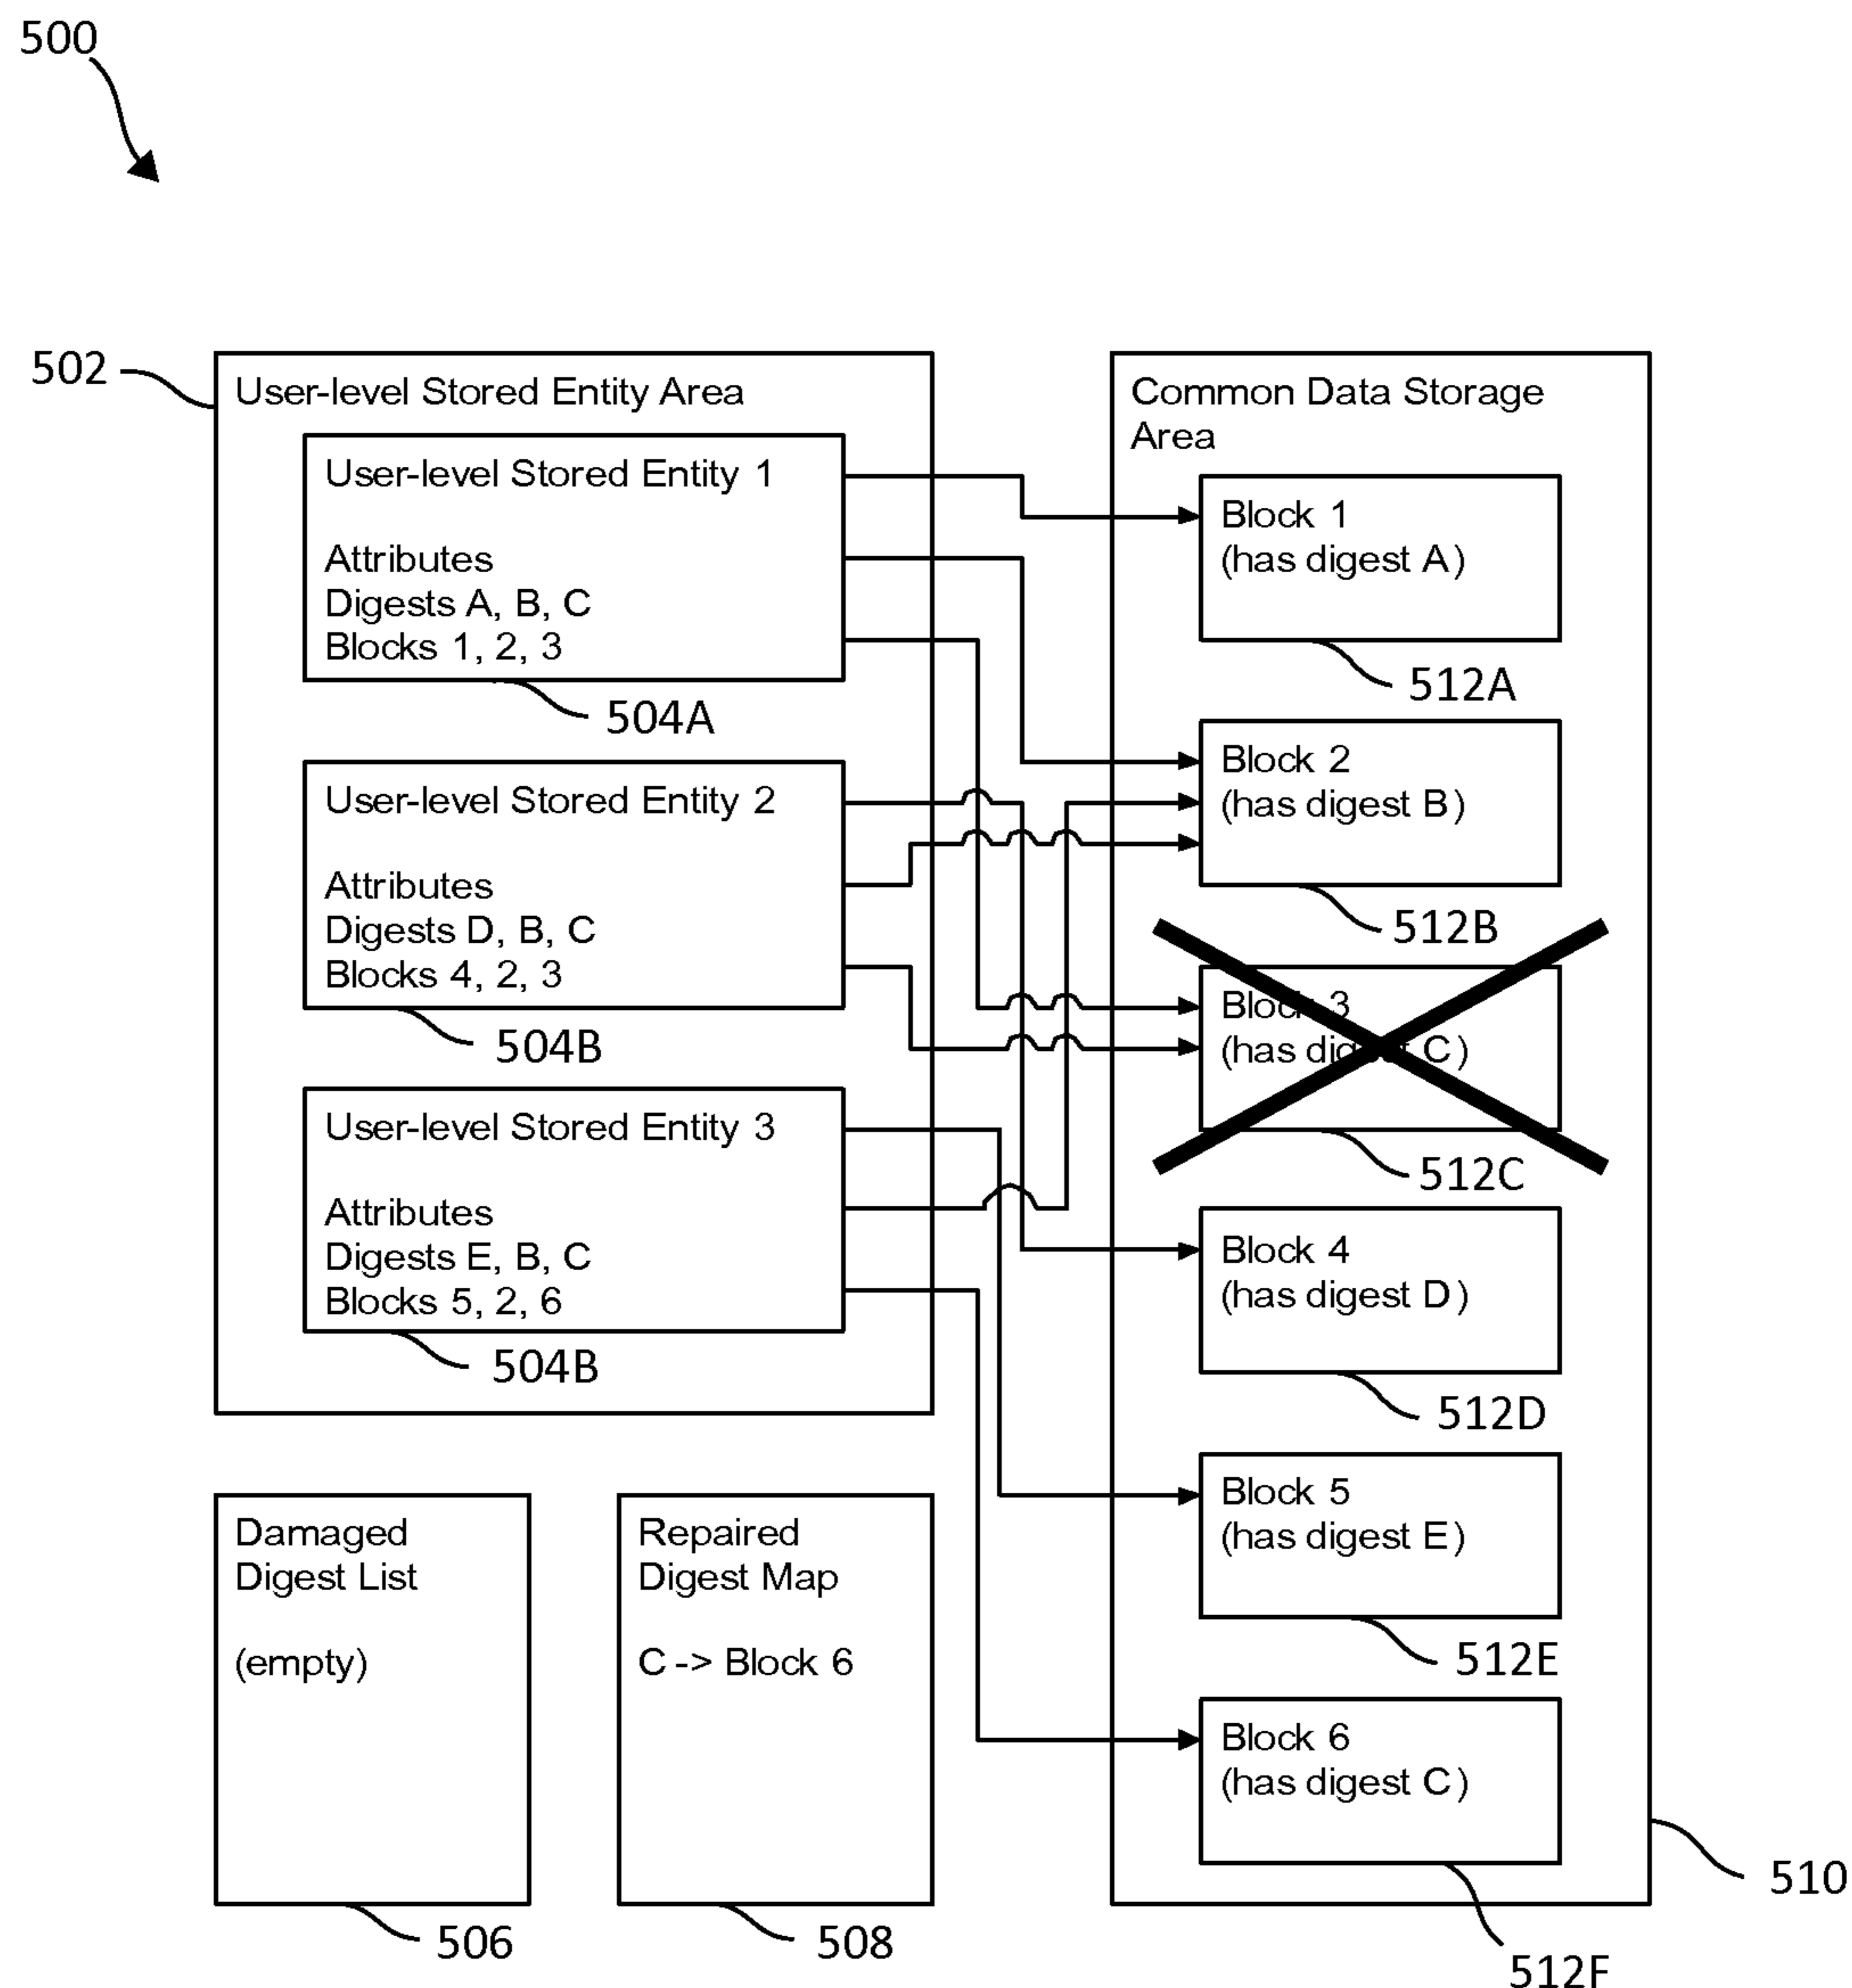 500
502
User-level Stored Entity Area
User-level Stored Entity 1
Attributes
Digests A, B, C
Blocks 1, 2, 3
504A
User-level Stored Entity 2
Attributes
Digests D, B, C
Blocks 4, 2, 3
504B
User-level Stored Entity 3
Attributes
Digests E, B, C
Blocks 5, 2, 6
504B
Damaged
Digest List
(empty)
506
Repaired
Digest Map
C -> Block 6
508
Common Data Storage
Area
Block 1
(has digest A)
512A
Block 2
(has digest B)
512B
Block 3
(has digest C)
512C
Block 4
(has digest D)
512D
Block 5
(has digest E)
512E
Block 6
(has digest C)
512F
510